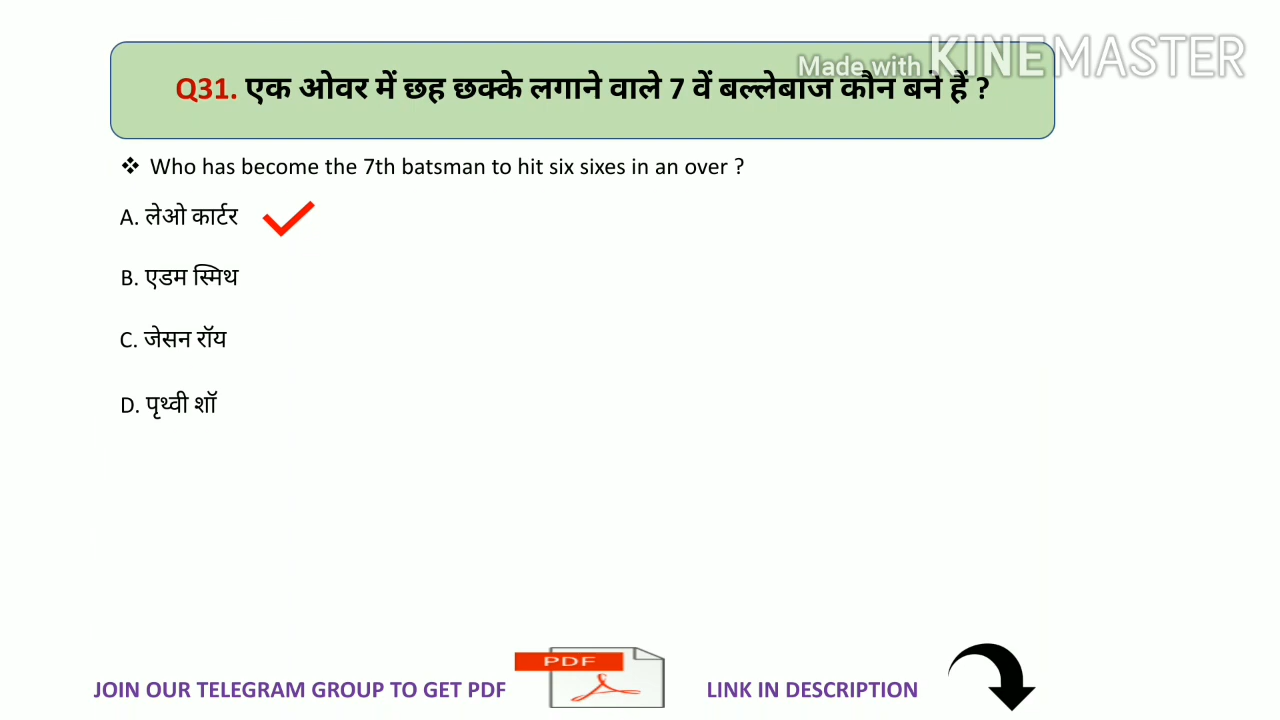 Made with KINEMASTER
Q31. एक ओवर में छह छक्के लगाने वाले 7 वें बल्लेबाज कौन बने हैं ?
❖ Who has become the 7th batsman to hit six sixes in an over ?
A. लेओ कार्टर
B. एडम स्मिथ
C. जेसन रॉय
D. पृथ्वी शॉ
JOIN OUR TELEGRAM GROUP TO GET PDF
PDF
LINK IN DESCRIPTION